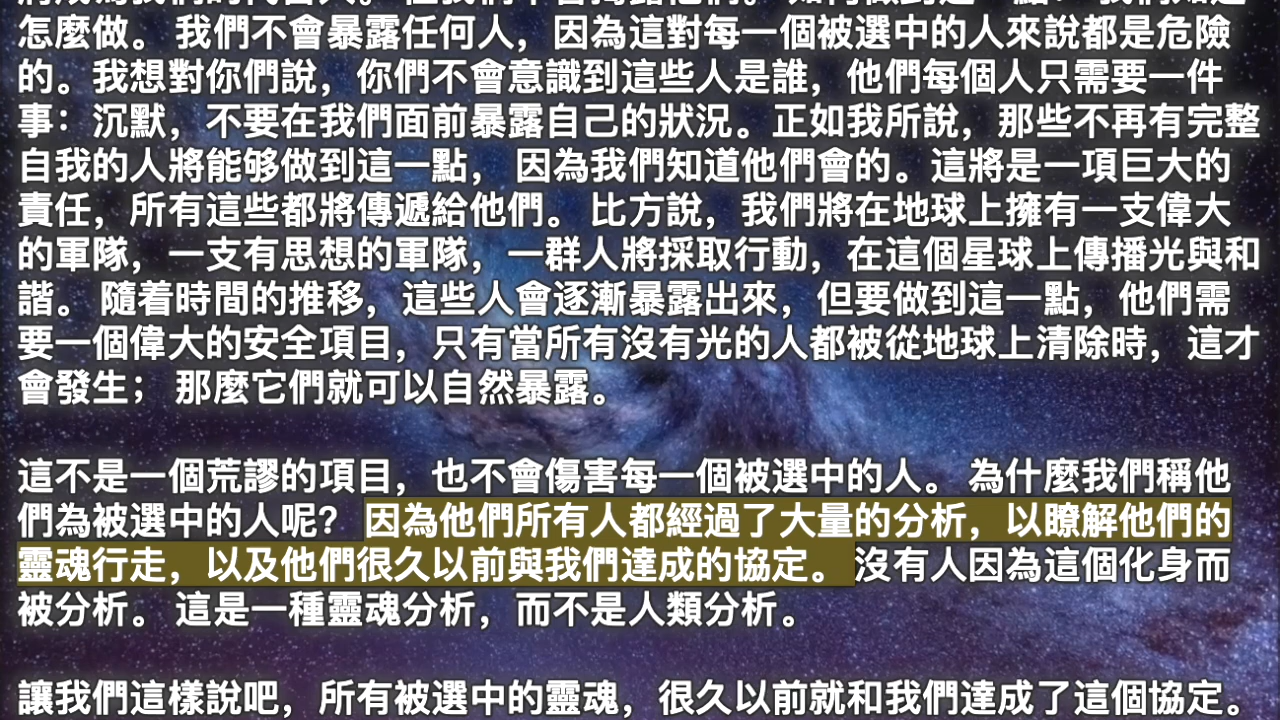 怎麼做。 我們不會暴露任何人，因為這對每一個被選中的人來說都是危險
的。我想對你們說，你們不會意識到這些人是誰，他們每個人只需要一件
事：沉默，不要在我們面前暴露自己的狀況。正如我所說，那些不再有完整
自我的人將能够做到這一點， 因為我們知道他們會的。這將是一項巨大的
責任，所有這些都將傳遞給他們。 比方說，我們將在地球上擁有一支偉大
的軍隊，一支有思想的軍隊，一群人將採取行動，在這個星球上傳播光與和
諧。 隨着時間的推移，這些人會逐漸暴露出來，但要做到這一點，他們需
要一個偉大的安全項目，只有當所有沒有光的人都被從地球上清除時，這才
會發生； 那麼它們就可以自然暴露。
這不是一個荒謬的項目，也不會傷害每一個被選中的人。 為什麼我們稱他
們為被選中的人呢？ 因為他們所有人都經過了大量的分析，以瞭解他們的
靈魂行走，以及他們很久以前與我們達成的協定。 沒有人因為這個化身而
被分析。 這是一種靈魂分析，而不是人類分析。
讓我們這樣說吧，所有被選中的靈魂，很久以前就和我們達成了這個協定。